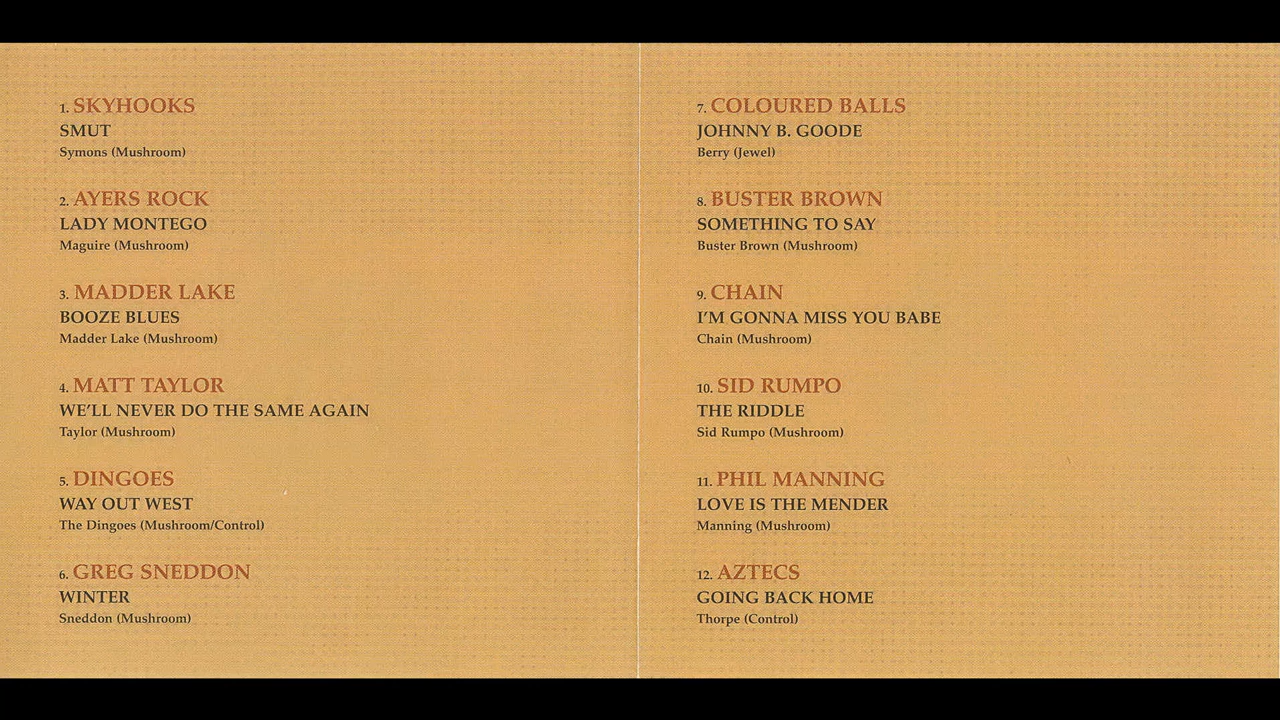 1. SKYHOOKS
SMUT
Symons (Mushroom)
2. AYERS ROCK
LADY MONTEGO
Maguire (Mushroom)
3. MADDER LAKE
BOOZE BLUES
Madder Lake (Mushroom)
4. MATT TAYLOR
WE'LL NEVER DO THE SAME AGAIN
Taylor (Mushroom)
5. DINGOES
WAY OUT WEST
The Dingoes (Mushroom/Control)
6. GREG SNEDDON
WINTER
Sneddon (Mushroom)
7. COLOURED BALLS
JOHNNY B. GOODE
Berry (Jewel)
8. BUSTER BROWN
SOMETHING TO SAY
Buster Brown (Mushroom)
9. CHAIN
I'M GONNA MISS YOU BABE
Chain (Mushroom)
10. SID RUMPO
THE RIDDLE
Sid Rumpo (Mushroom)
11. PHIL MANNING
LOVE IS THE MENDER
Manning (Mushroom)
12. AZTECS
GOING BACK HOME
Thorpe (Control)